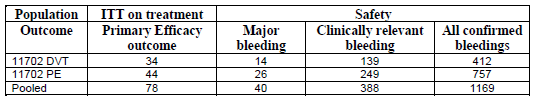 Population ITT on treatment Safety
Outcome Primary Efficacy outcome Major bleeding Clinically relevant bleeding All confirmed bleedings
11702 DVT 34 14 139 412
11702 PE 44 26 249 757
Pooled 78 40 388 1169